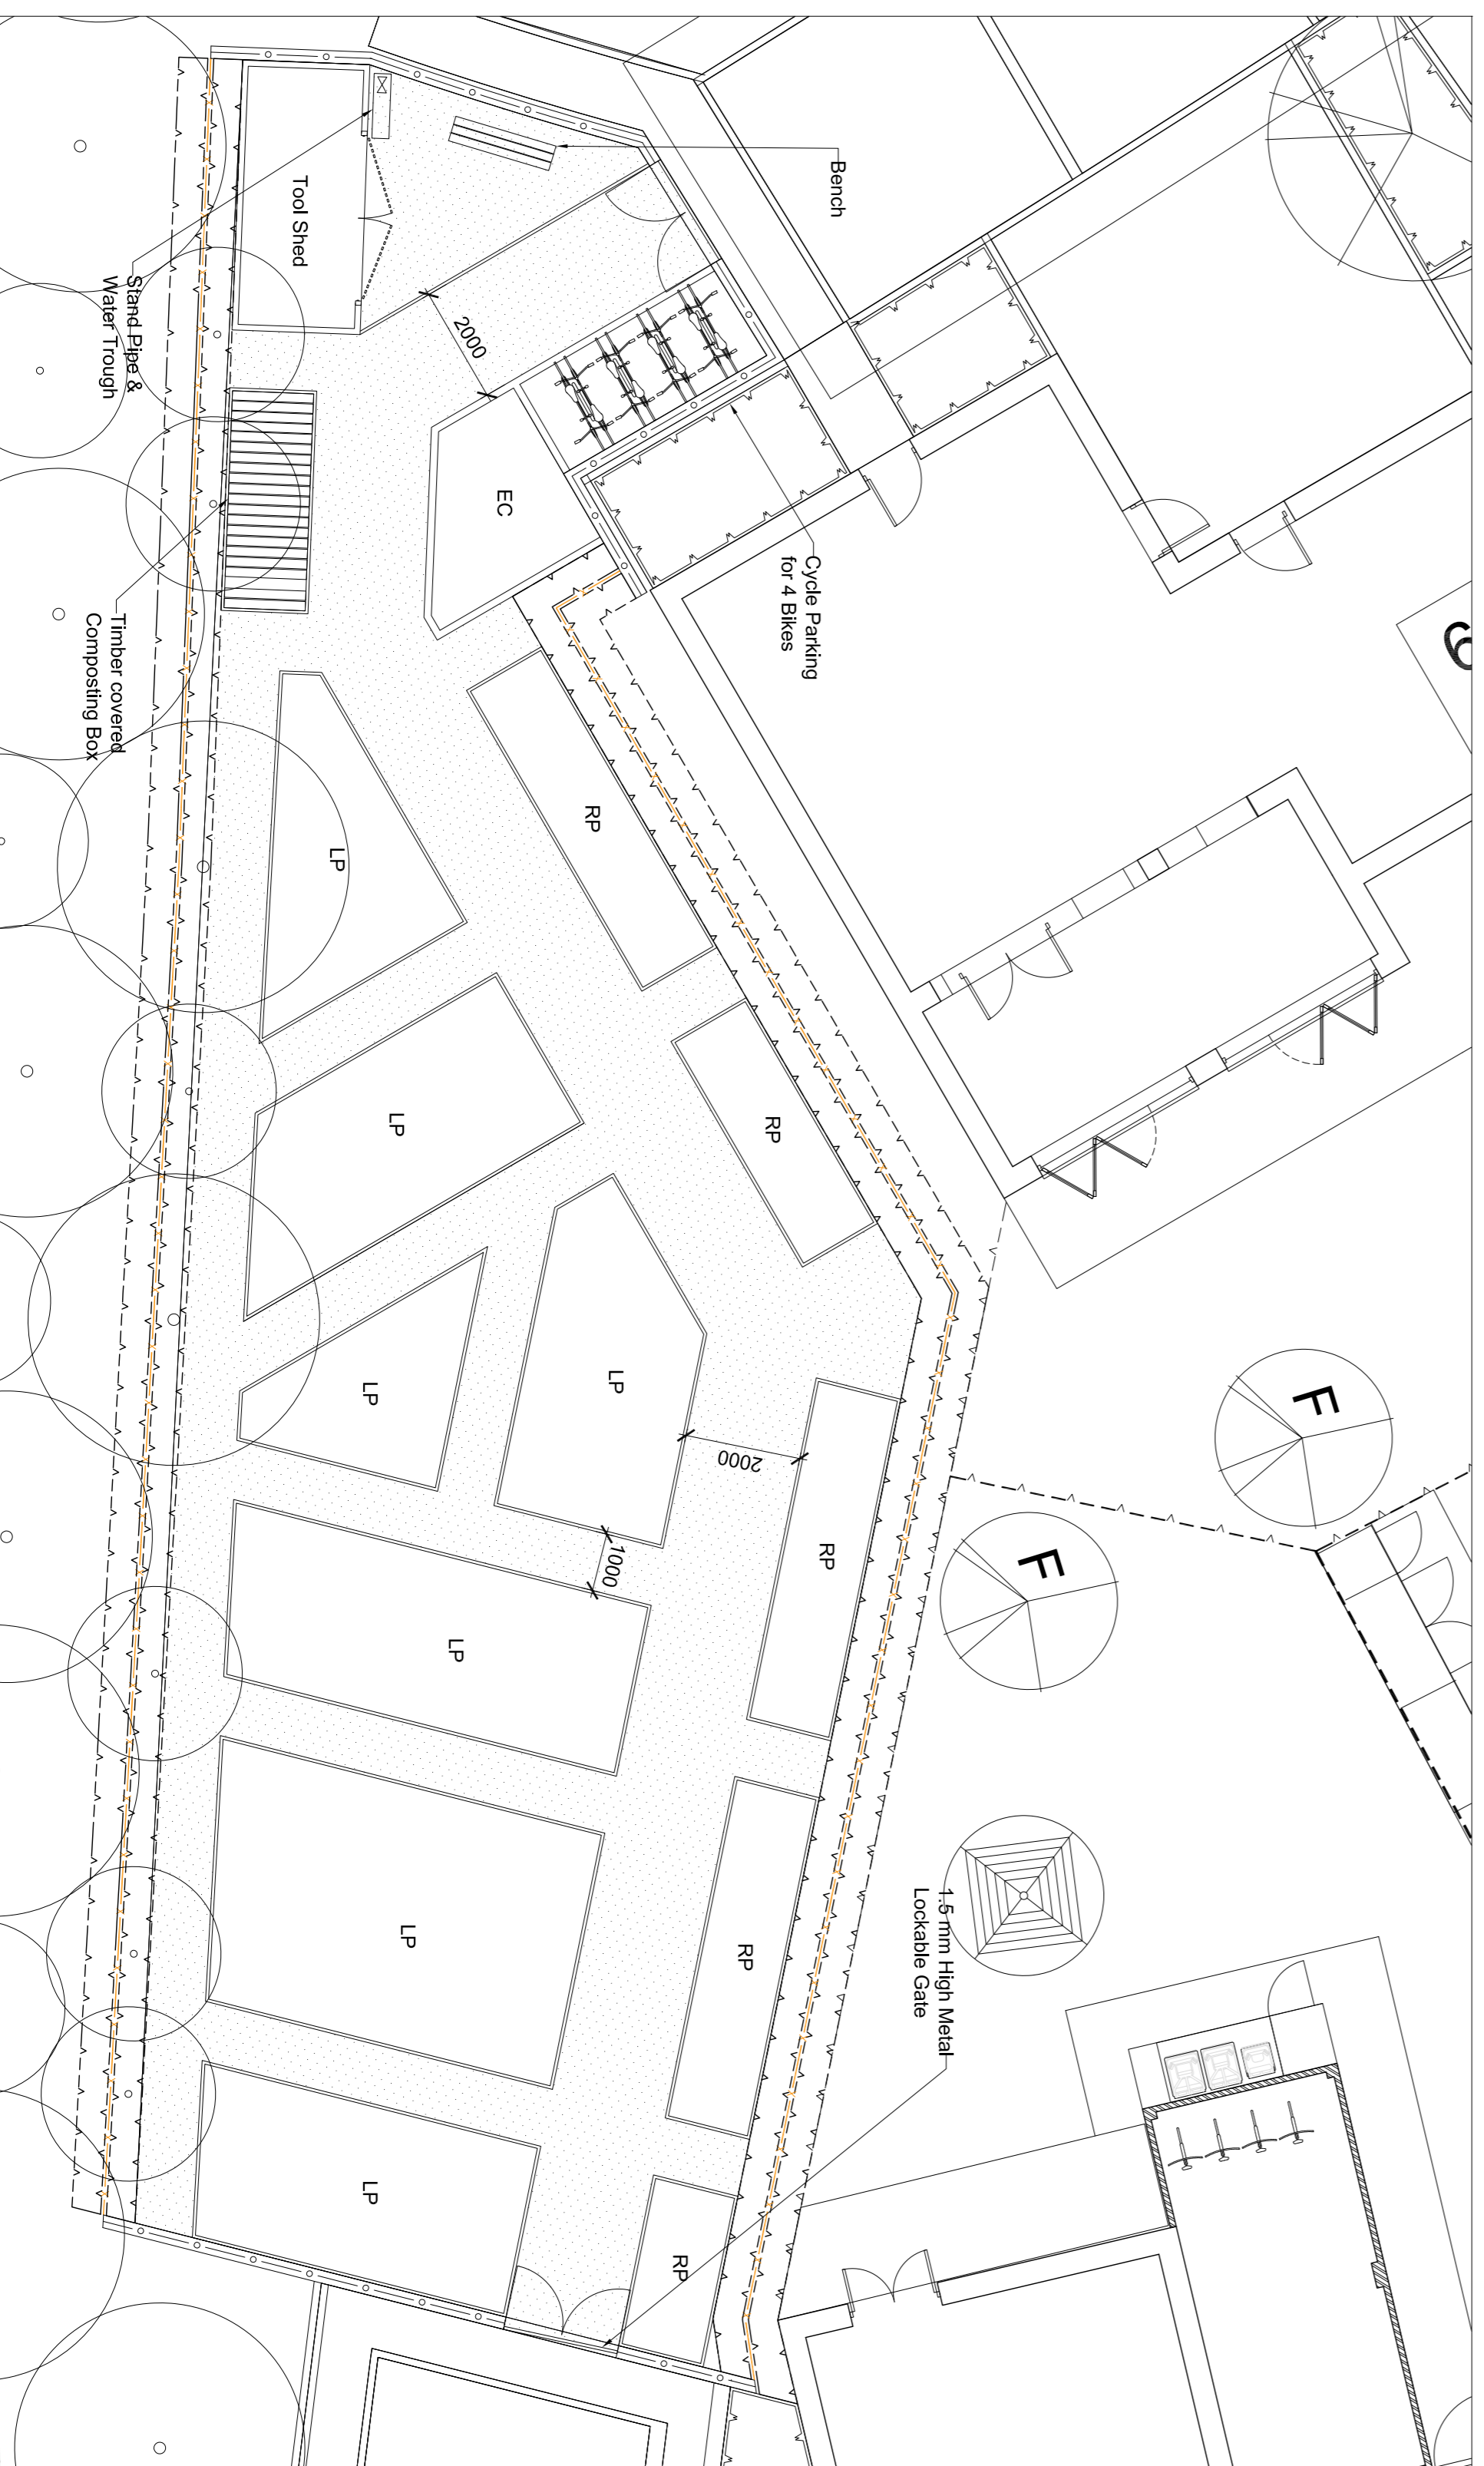 Bench
Tool Shed
Stand Pipe &
Water Trough
2000
EC
Cycle Parking
for 4 Bikes
Timber covered
Composting Box
6
RP
LP
RP
LP
LP
LP
2000
1000
RP
LP
F
F
LP
RP
1.5 mm High Metal
Lockable Gate
LP
RP